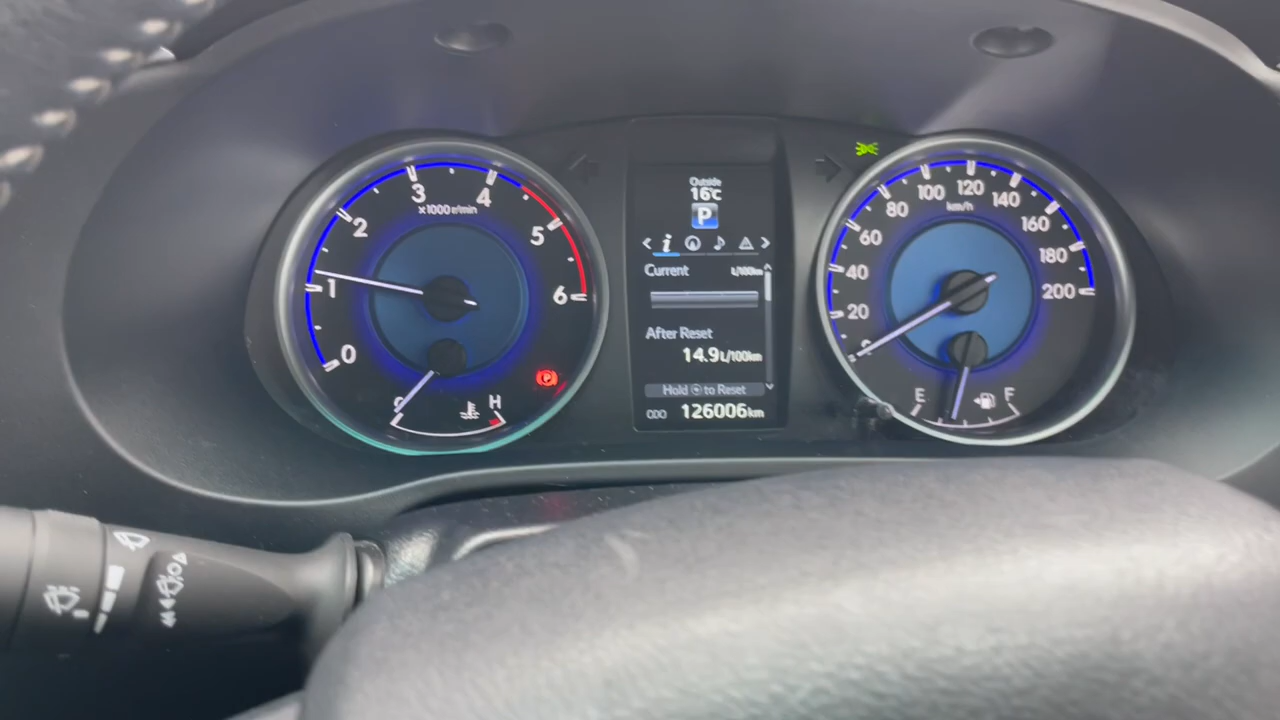 0
1
2
3
4
5
6
×1000r/min
H
Outside
16℃
P
Current
L/100km
After Reset
14.9L/100km
Hold to Reset
ODO 126006km
20
40
60
80
100
120
140
160
180
200
km/h
E
F